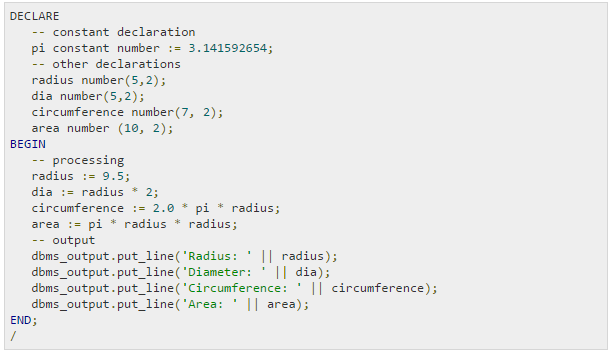 DECLARE
   -- constant declaration
   pi constant number := 3.141592654;
   -- other declarations
   radius number(5,2);
   dia number(5,2);
   circumference number(7, 2);
   area number (10, 2);
BEGIN
   -- processing
   radius := 9.5;
   dia := radius * 2;
   circumference := 2.0 * pi * radius;
   area := pi * radius * radius;
   -- output
   dbms_output.put_line('Radius: ' || radius);
   dbms_output.put_line('Diameter: ' || dia);
   dbms_output.put_line('Circumference: ' || circumference);
   dbms_output.put_line('Area: ' || area);
END;
/